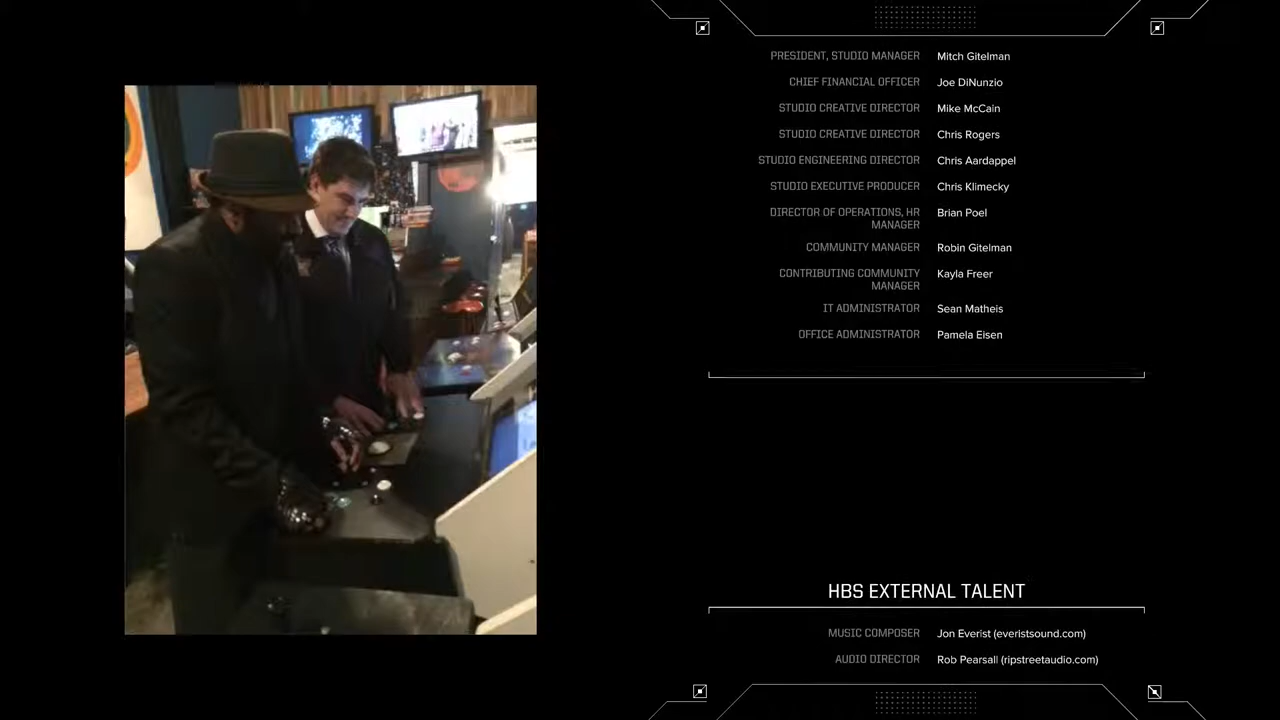 PRESIDENT, STUDIO MANAGER Mitch Gitelman
CHIEF FINANCIAL OFFICER Joe DiNunzio
STUDIO CREATIVE DIRECTOR Mike McCain
STUDIO CREATIVE DIRECTOR Chris Rogers
STUDIO ENGINEERING DIRECTOR Chris Aardappel
STUDIO EXECUTIVE PRODUCER Chris Klimecky
DIRECTOR OF OPERATIONS, HR Brian Poel
MANAGER
COMMUNITY MANAGER Robin Gitelman
CONTRIBUTING COMMUNITY Kayla Freer
MANAGER
IT ADMINISTRATOR Sean Matheis
OFFICE ADMINISTRATOR Pamela Eisen
HBS EXTERNAL TALENT
MUSIC COMPOSER Jon Everist (everistsound.com)
AUDIO DIRECTOR Rob Pearsall (ripstreetaudio.com)